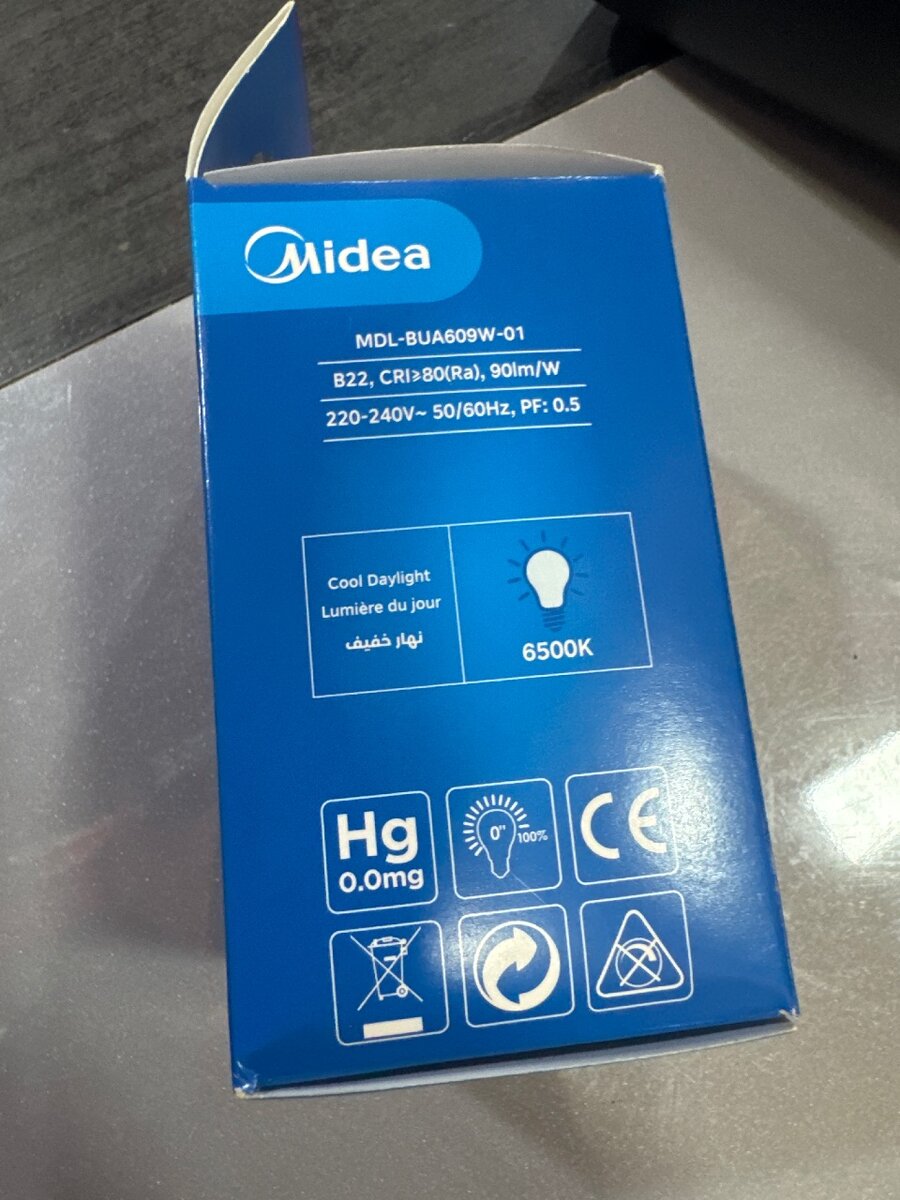 Midea
MDL-BUA609W-01
B22, CRI≥80(Ra), 90lm/W
220-240V~ 50/60Hz, PF: 0.5
Cool Daylight
Lumière du jour
نهار خفيف
6500K
Hg
0.0mg
0"
100%
CE